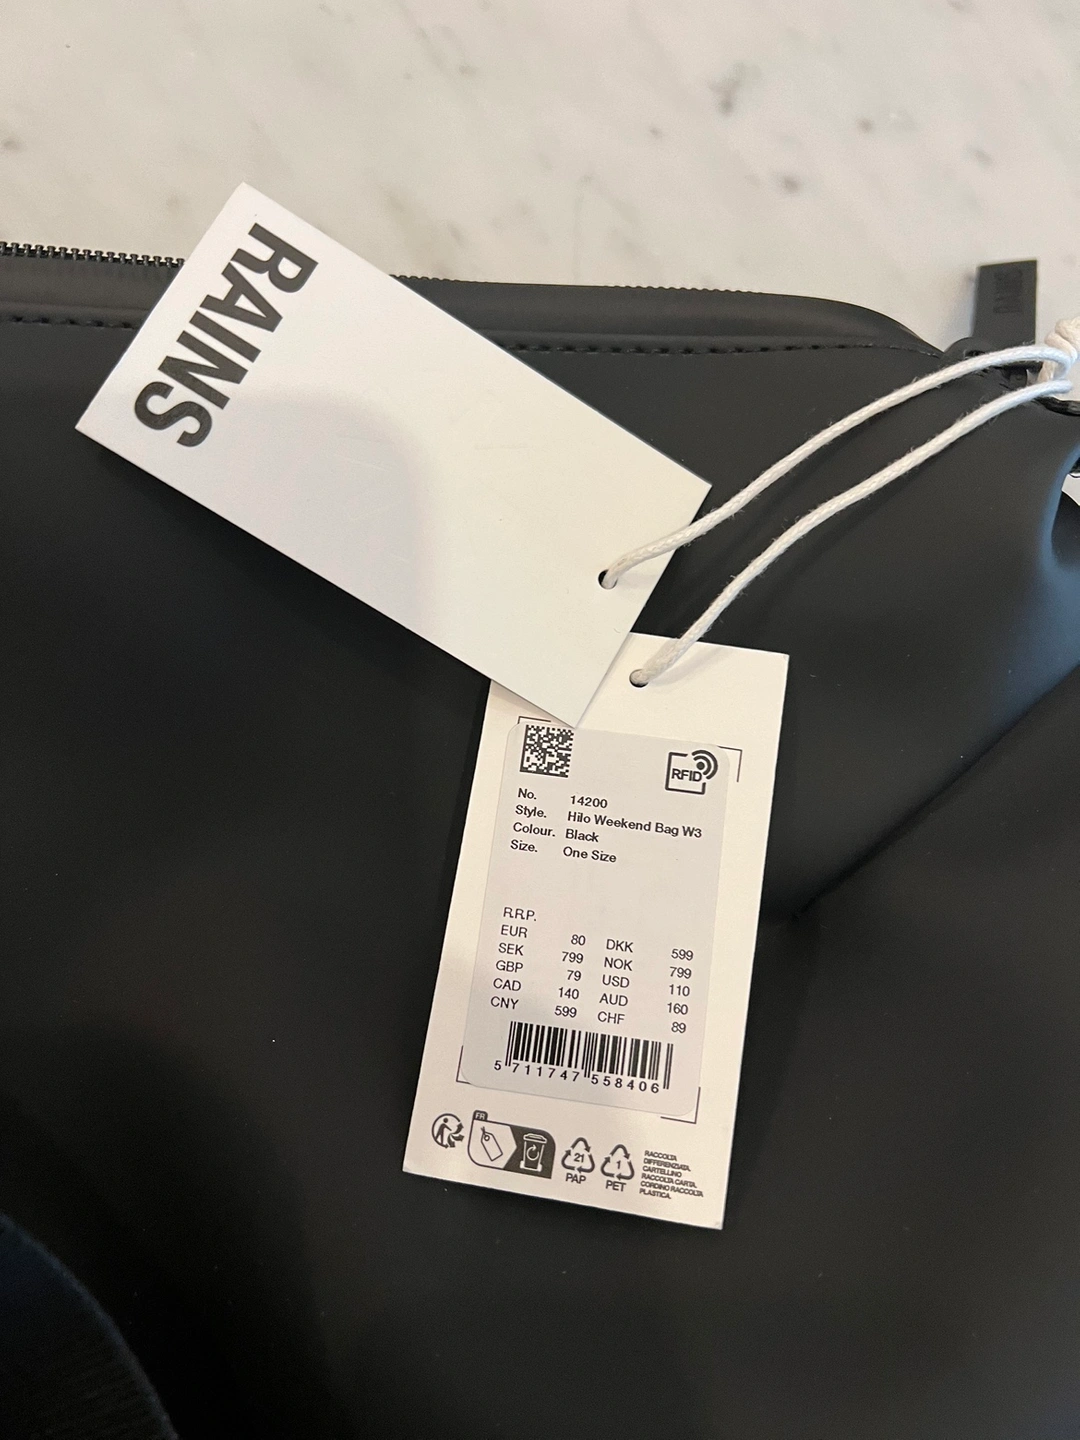 RAINS
RAINS
RFID
No. 14200
Style. Hilo Weekend Bag W3
Colour. Black
Size. One Size
R.R.P.
EUR 80 DKK 599
SEK 799 NOK 799
GBP 79 USD 110
CAD 140 AUD 160
CNY 599 CHF 89
5 711747 558406
FR
21
PAP
1
PET
RACCOLTA
DIFFERENZIATA.
CARTELLINO
RACCOLTA CARTA.
CORDINO RACCOLTA
PLASTICA.